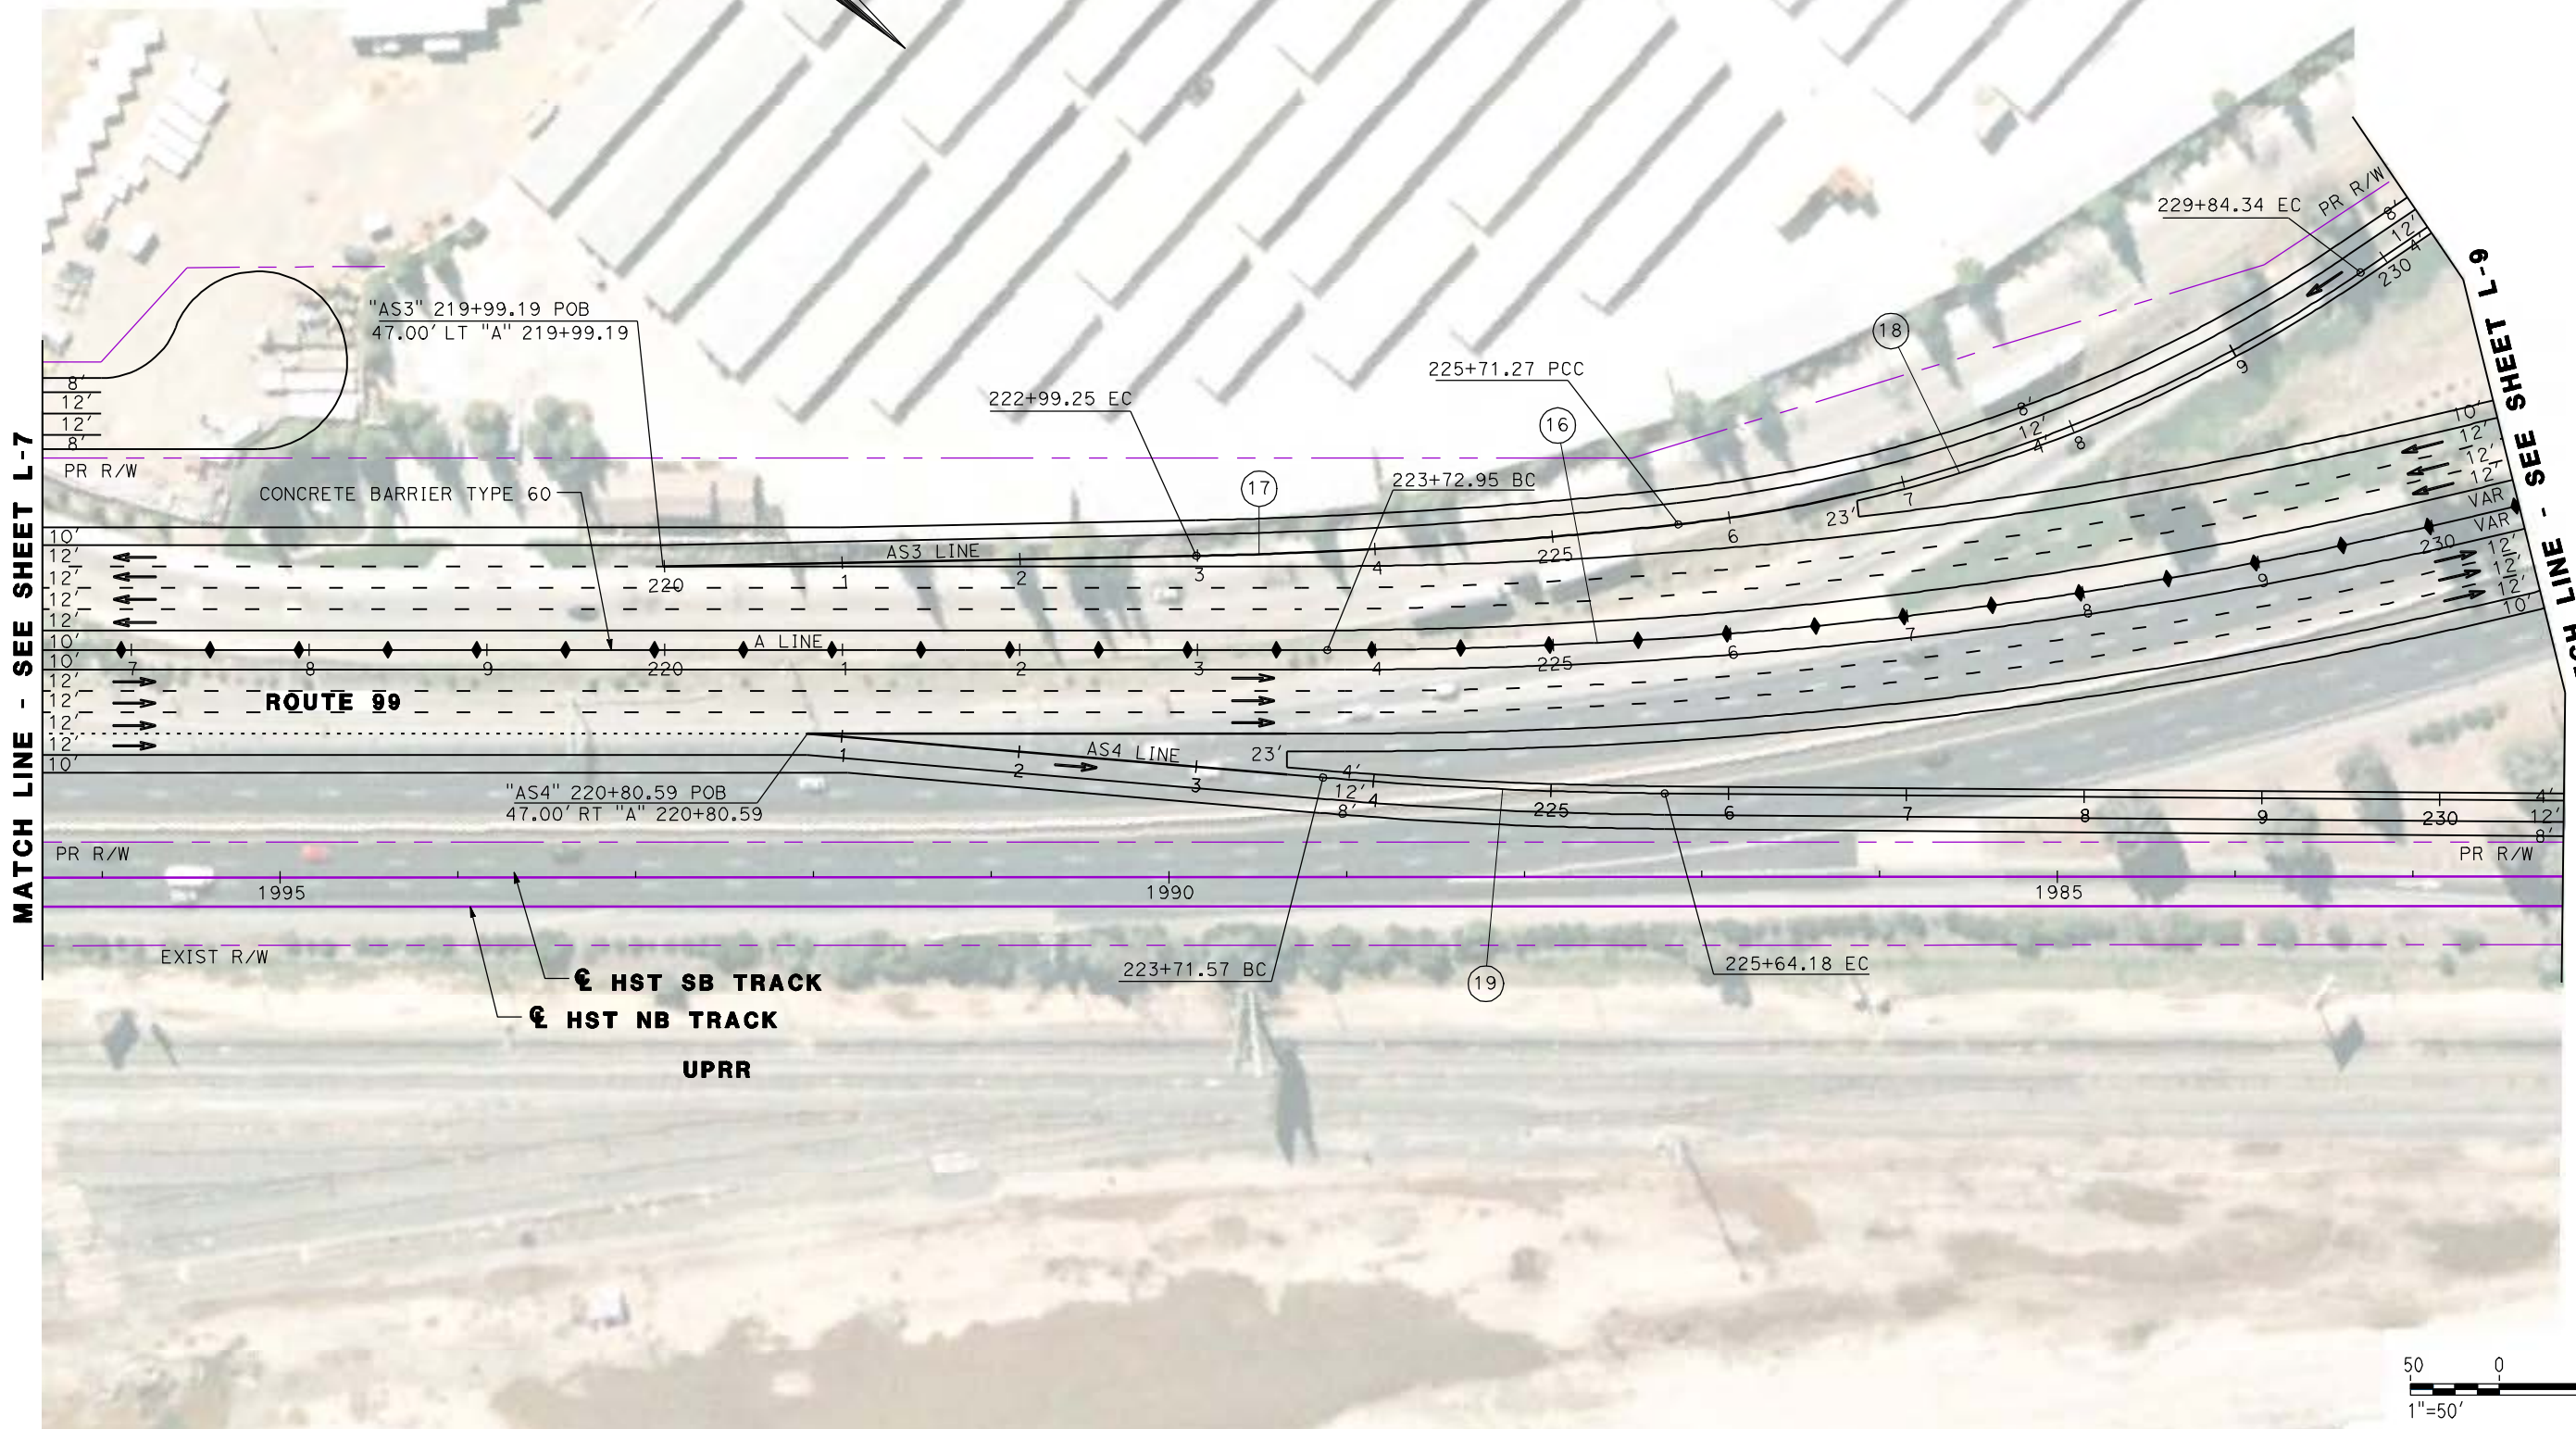 MATCH LINE - SEE SHEET L-7
8'
12'
12'
8'
PR R/W
"AS3" 219+99.19 POB
47.00' LT "A" 219+99.19
CONCRETE BARRIER TYPE 60
222+99.25 EC
225+71.27 PCC
229+84.34 EC
PR R/W
8'
12'
4'
230
SEE SHEET L-9
18
16
17
223+72.95 BC
8'
12'
4'
7
8
9
23'
10'
12'
12'
12'
VAR
VAR
12'
12'
12'
10'
10'
12'
12'
12'
12'
10'
10'
12'
12'
12'
12'
10'
AS3 LINE
220
1
2
3
4
225
6
A LINE
7
8
9
220
1
2
3
4
225
6
7
8
9
230
ROUTE 99
AS4 LINE
23'
4'
12'
8'
1
2
3
4
225
6
7
8
9
230
4'
12'
8'
"AS4" 220+80.59 POB
47.00' RT "A" 220+80.59
PR R/W
PR R/W
1995
1990
1985
EXIST R/W
223+71.57 BC
19
225+64.18 EC
℄ HST SB TRACK
℄ HST NB TRACK
UPRR
LINE - SEE SHEET L-9
50 0
1"=50'